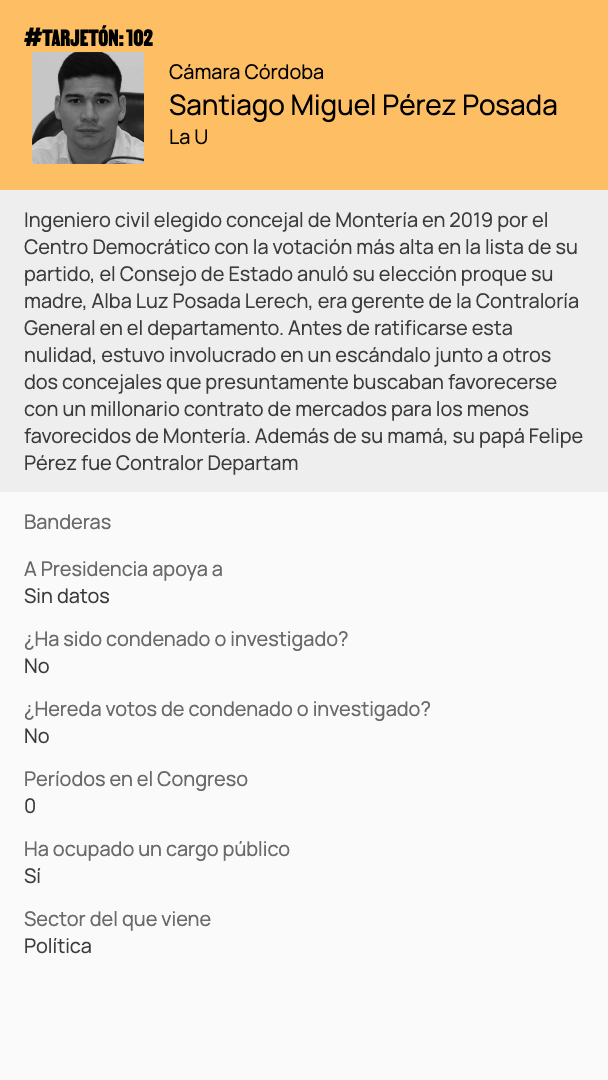 #TARJETÓN: 102
Cámara Córdoba
Santiago Miguel Pérez Posada
La U
Ingeniero civil elegido concejal de Montería en 2019 por el
Centro Democrático con la votación más alta en la lista de su
partido, el Consejo de Estado anuló su elección proque su
madre, Alba Luz Posada Lerech, era gerente de la Contraloría
General en el departamento. Antes de ratificarse esta
nulidad, estuvo involucrado en un escándalo junto a otros
dos concejales que presuntamente buscaban favorecerse
con un millonario contrato de mercados para los menos
favorecidos de Montería. Además de su mamá, su papá Felipe
Pérez fue Contralor Departam
Banderas
A Presidencia apoya a
Sin datos
¿Ha sido condenado o investigado?
No
¿Hereda votos de condenado o investigado?
No
Períodos en el Congreso
0
Ha ocupado un cargo público
Sí
Sector del que viene
Política